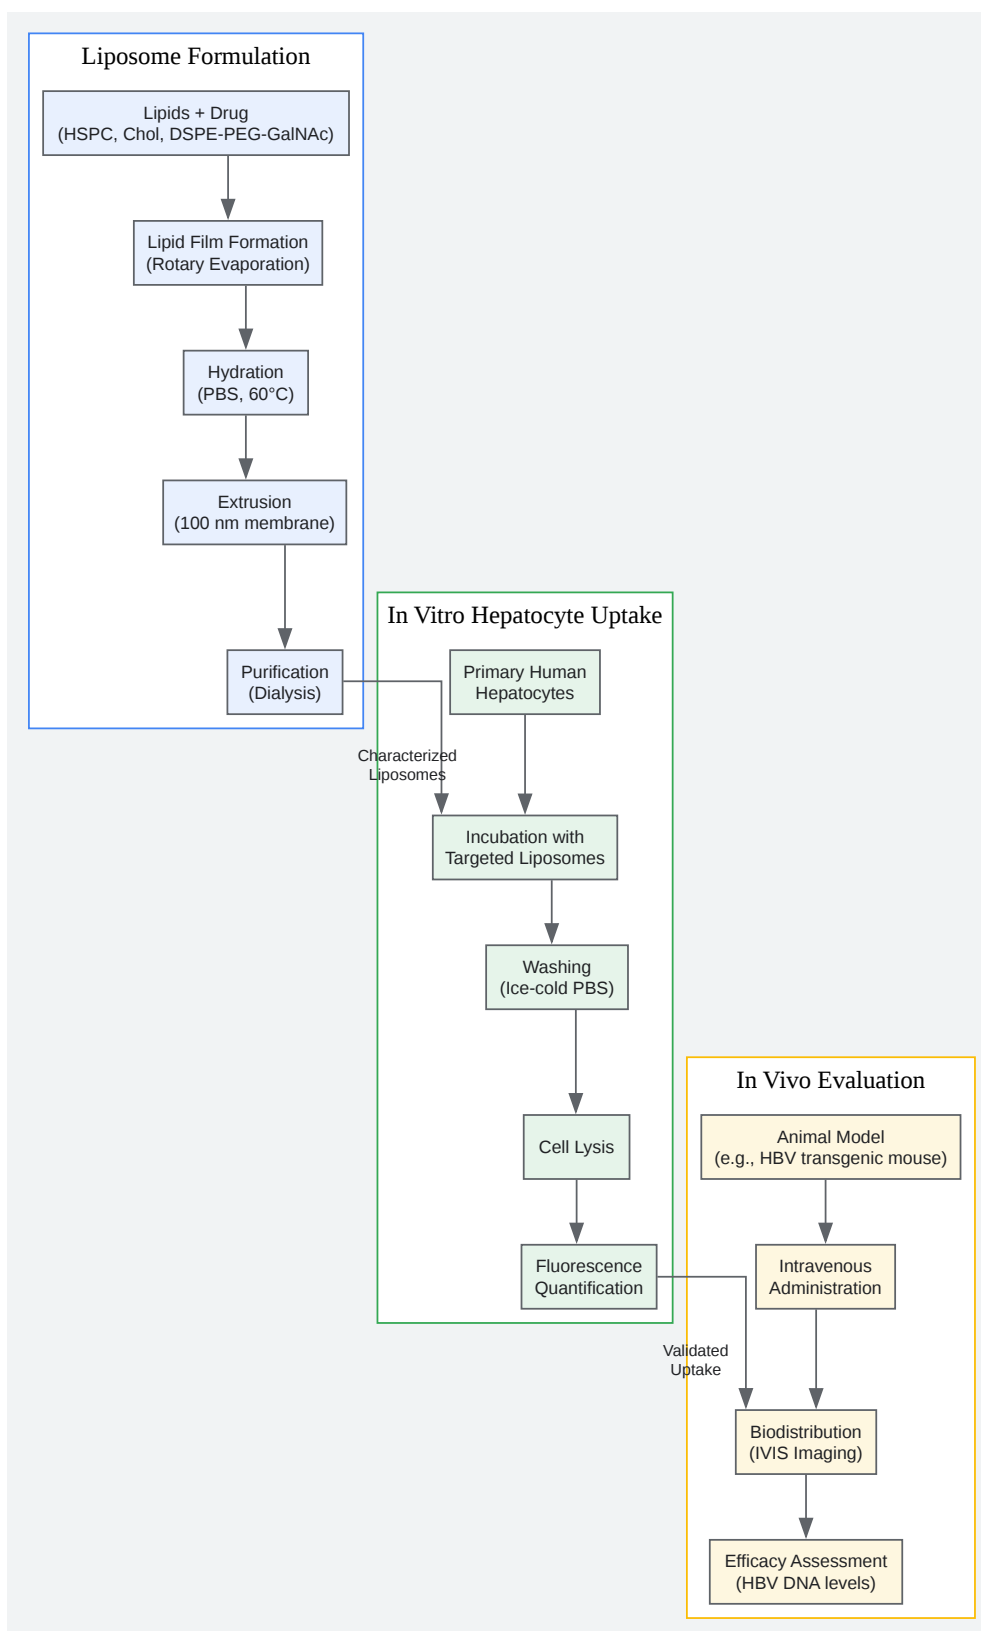 Liposome Formulation
Lipids + Drug
(HSPC, Chol, DSPE-PEG-GalNAc)
Lipid Film Formation
(Rotary Evaporation)
Hydration
(PBS, 60°C)
Extrusion
(100 nm membrane)
Purification
(Dialysis)
Characterized
Liposomes
In Vitro Hepatocyte Uptake
Primary Human
Hepatocytes
Incubation with
Targeted Liposomes
Washing
(Ice-cold PBS)
Cell Lysis
Fluorescence
Quantification
Validated
Uptake
In Vivo Evaluation
Animal Model
(e.g., HBV transgenic mouse)
Intravenous
Administration
Biodistribution
(IVIS Imaging)
Efficacy Assessment
(HBV DNA levels)